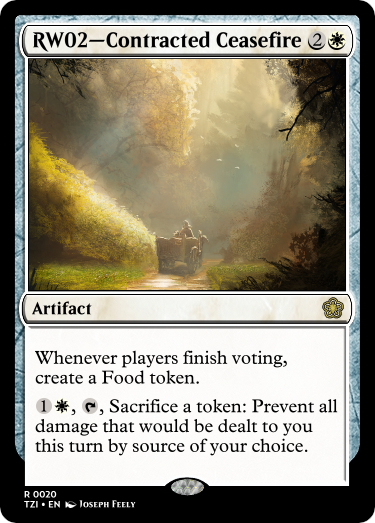 RW02—Contracted Ceasefire 2
Artifact
Whenever players finish voting,
create a Food token.
1 , , Sacrifice a token: Prevent all
damage that would be dealt to you
this turn by source of your choice.
R 0020
TZI • EN Joseph Feely